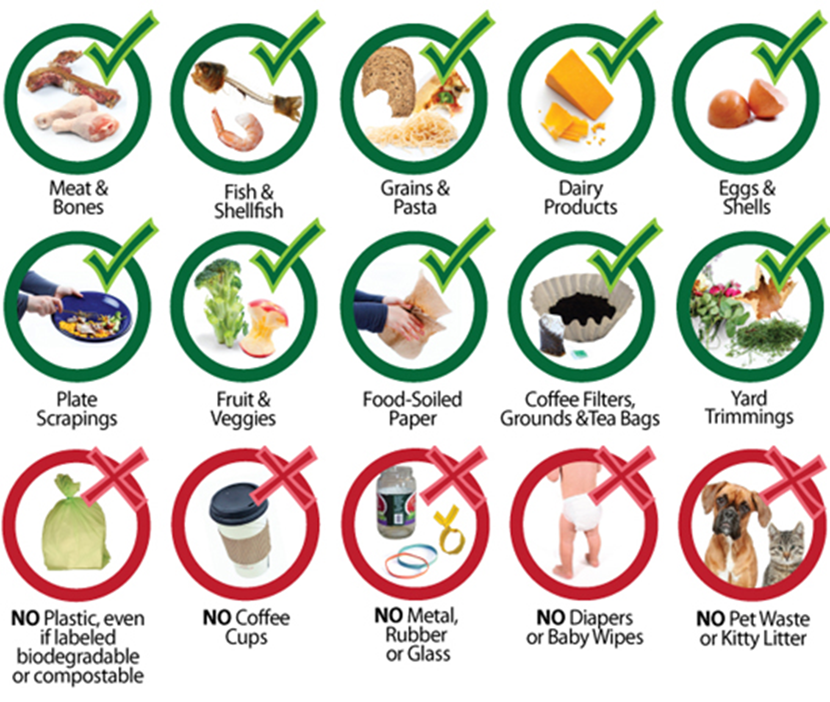 Meat &
Bones
Fish &
Shellfish
Grains &
Pasta
Dairy
Products
Eggs &
Shells
Plate
Scrapings
Fruit &
Veggies
Food-Soiled
Paper
Coffee Filters,
Grounds &Tea Bags
Yard
Trimmings
NO Plastic, even
if labeled
biodegradable
or compostable
NO Coffee
Cups
NO Metal,
Rubber
or Glass
NO Diapers
or Baby Wipes
NO Pet Waste
or Kitty Litter